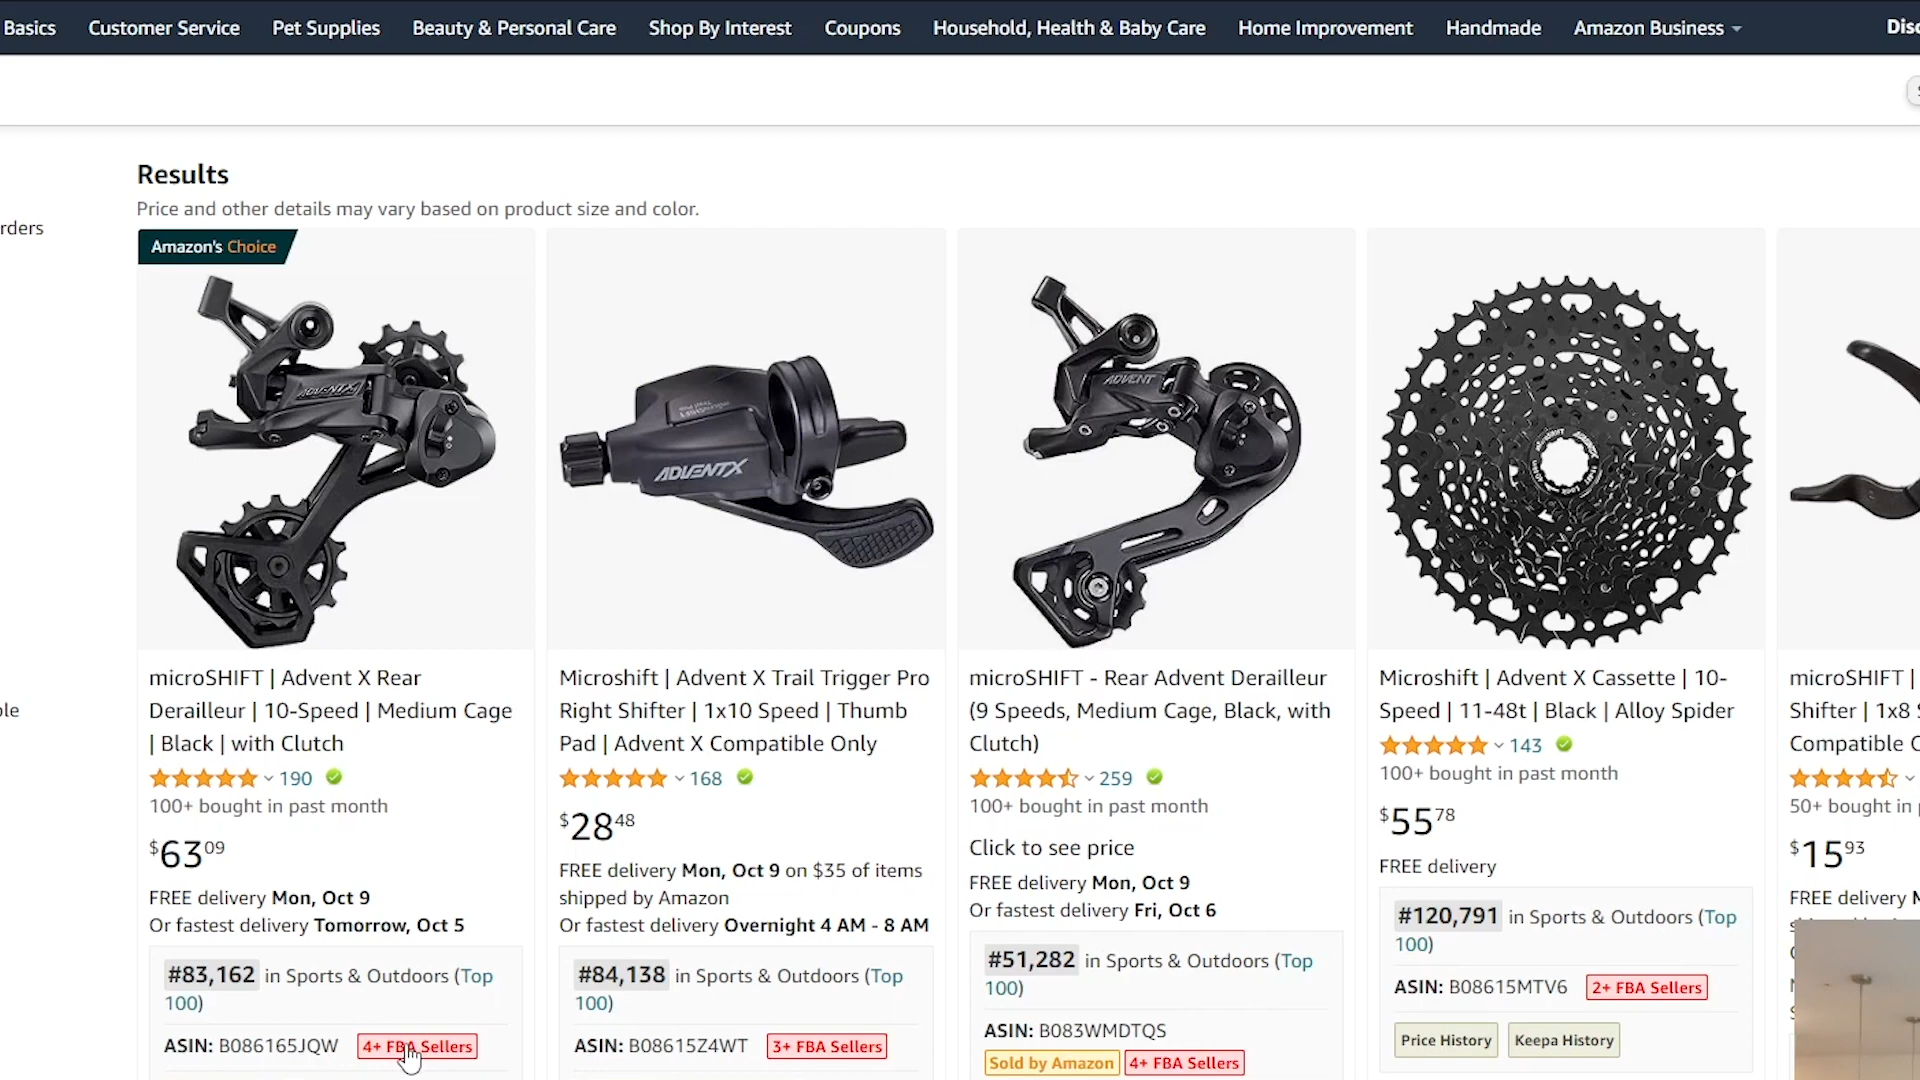 Basics Customer Service Pet Supplies Beauty & Personal Care Shop By Interest Coupons Household, Health & Baby Care Home Improvement Handmade Amazon Business
rders
ole
Results
Price and other details may vary based on product size and color.
Amazon's Choice
ADVENTX
microSHIFT | Advent X Rear
Derailleur | 10-Speed | Medium Cage
| Black | with Clutch
190
100+ bought in past month
$63 09
FREE delivery Mon, Oct 9
Or fastest delivery Tomorrow, Oct 5
#83,162 in Sports & Outdoors (Top
100)
ASIN: B086165JQW 4+ FBA Sellers
ADVENTX
Microshift | Advent X Trail Trigger Pro
Right Shifter | 1x10 Speed | Thumb
Pad | Advent X Compatible Only
168
$28 48
FREE delivery Mon, Oct 9 on $35 of items
shipped by Amazon
Or fastest delivery Overnight 4 AM - 8 AM
#84,138 in Sports & Outdoors (Top
100)
ASIN: B08615Z4WT 3+ FBA Sellers
ADVENT
microSHIFT - Rear Advent Derailleur
(9 Speeds, Medium Cage, Black, with
Clutch)
259
100+ bought in past month
Click to see price
FREE delivery Mon, Oct 9
Or fastest delivery Fri, Oct 6
#51,282 in Sports & Outdoors (Top
100)
ASIN: B083WMDTQS
Sold by Amazon 4+ FBA Sellers
Microshift | Advent X Cassette | 10-
Speed | 11-48t | Black | Alloy Spider
143
100+ bought in past month
$55 78
FREE delivery
#120,791 in Sports & Outdoors (Top
100)
ASIN: B08615MTV6 2+ FBA Sellers
Price History Keepa History
microSHIFT |
Shifter | 1x8
Compatible
50+ bought in
$15 93
FREE delivery